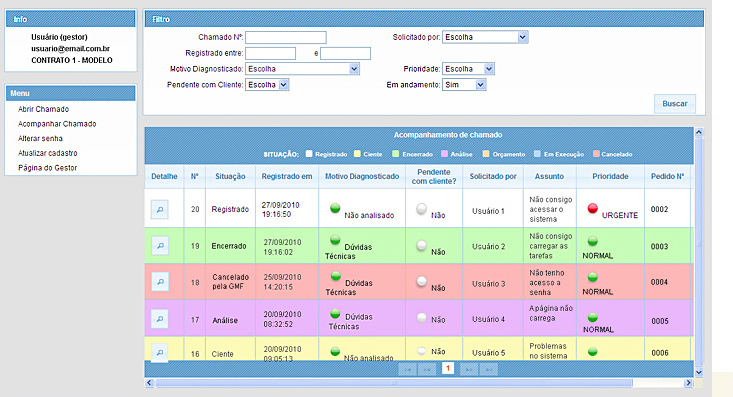 Info
Usuário (gestor)
usuario@email.com.br
CONTRATO 1 - MODELO
Menu
Abrir Chamado
Acompanhar Chamado
Alterar senha
Atualizar cadastro
Página do Gestor
Filtro
Chamado Nº: Solicitado por: Escolha
Registrado entre: e
Motivo Diagnosticado: Escolha Prioridade: Escolha
Pendente com Cliente: Escolha Em andamento: Sim
Buscar
Acompanhamento de chamado
SITUAÇÃO: Registrado Ciente Encerrado Análise Orçamento Em Execução Cancelado
Detalhe Nº Situação Registrado em Motivo Diagnosticado Pendente com cliente? Solicitado por Assunto Prioridade Pedido Nº
20 Registrado 27/09/2010 19:16:50 Não analisado Não Usuário 1 Não consigo acessar o sistema URGENTE 0002
19 Encerrado 27/09/2010 19:16:02 Dúvidas Técnicas Não Usuário 2 Não consigo carregar as tarefas NORMAL 0003
18 Cancelado pela GMF 25/09/2010 14:20:15 Dúvidas Técnicas Não Usuário 3 Não tenho acesso a senha NORMAL 0004
17 Análise 20/09/2010 08:32:52 Dúvidas Técnicas Não Usuário 4 A página não carrega NORMAL 0005
16 Ciente 20/09/2010 09:05:13 Não analisado Não Usuário 5 Problemas no sistema 0006
1